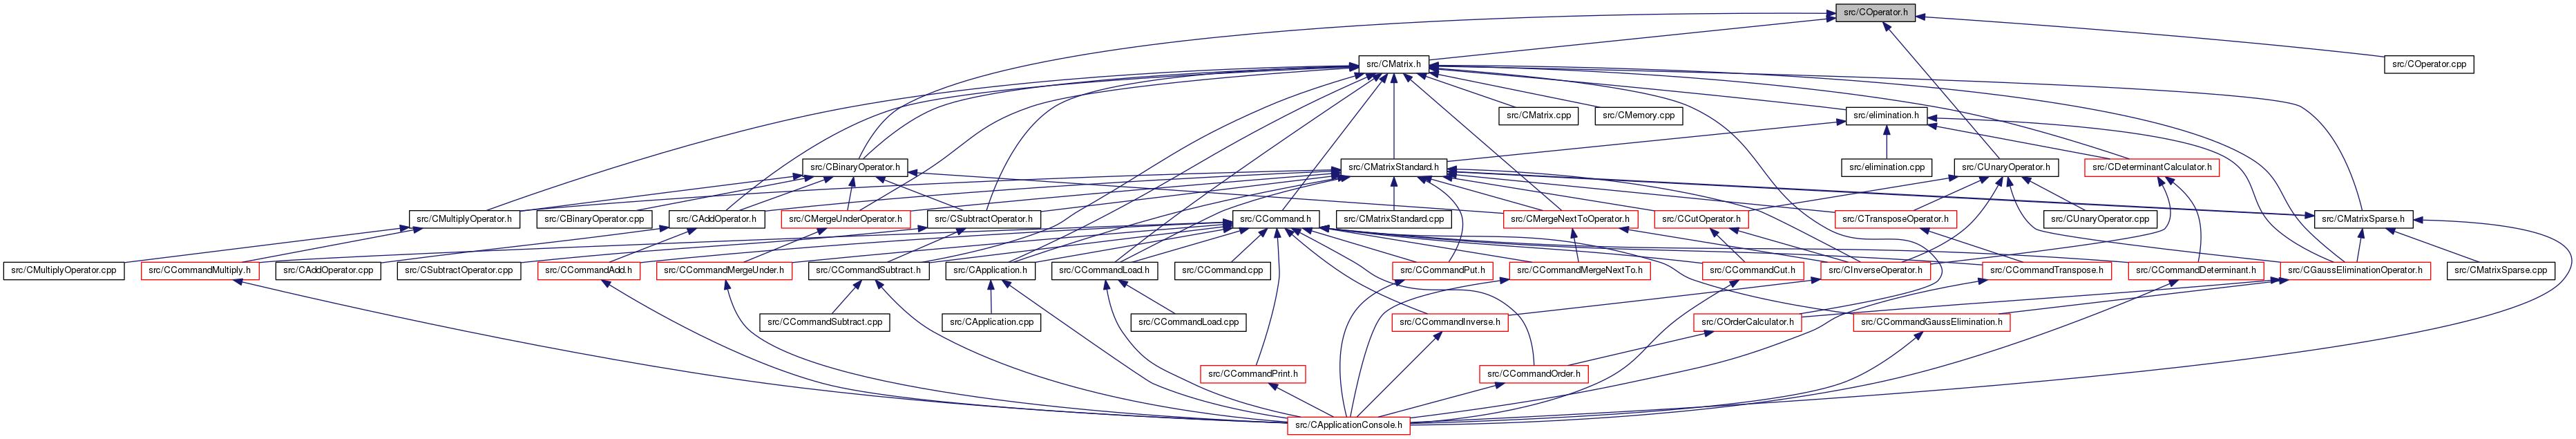 src/COperator.h
src/CMatrix.h
src/COperator.cpp
src/CMatrix.cpp
src/CMemory.cpp
src/elimination.h
src/CBinaryOperator.h
src/CMatrixStandard.h
src/elimination.cpp
src/CUnaryOperator.h
src/CDeterminantCalculator.h
src/CMultiplyOperator.h
src/CBinaryOperator.cpp
src/CAddOperator.h
src/CMergeUnderOperator.h
src/CSubtractOperator.h
src/CCommand.h
src/CMatrixStandard.cpp
src/CMergeNextToOperator.h
src/CCutOperator.h
src/CTransposeOperator.h
src/CUnaryOperator.cpp
src/CMatrixSparse.h
src/CMultiplyOperator.cpp
src/CCommandMultiply.h
src/CAddOperator.cpp
src/CSubtractOperator.cpp
src/CCommandAdd.h
src/CCommandMergeUnder.h
src/CCommandSubtract.h
src/CApplication.h
src/CCommandLoad.h
src/CCommand.cpp
src/CCommandPut.h
src/CCommandMergeNextTo.h
src/CCommandCut.h
src/CInverseOperator.h
src/CCommandTranspose.h
src/CCommandDeterminant.h
src/CGaussEliminationOperator.h
src/CMatrixSparse.cpp
src/CCommandSubtract.cpp
src/CApplication.cpp
src/CCommandLoad.cpp
src/CCommandInverse.h
src/COrderCalculator.h
src/CCommandGaussElimination.h
src/CCommandPrint.h
src/CCommandOrder.h
src/CApplicationConsole.h